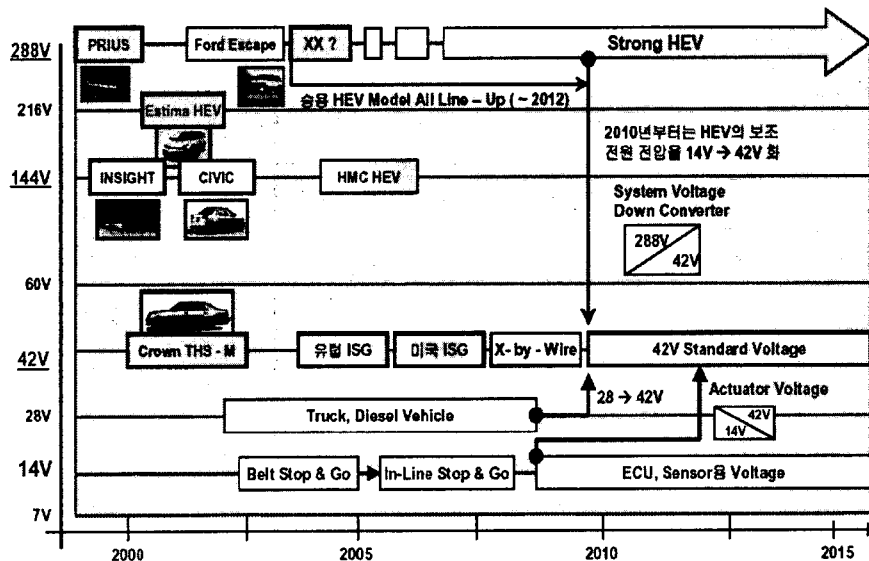 288V
PRIUS
Ford Escape
XX ?
Strong HEV
승용 HEV Model All Line – Up ( ~ 2012)
216V
Estima HEV
2010년부터는 HEV의 보조
전원 전압을 14V → 42V 화
144V
INSIGHT
CIVIC
HMC HEV
System Voltage
Down Converter
288V
42V
60V
42V
Crown THS - M
유럽 ISG
미국 ISG
X- by - Wire
42V Standard Voltage
28V
Truck, Diesel Vehicle
28 → 42V
Actuator Voltage
42V
14V
14V
Belt Stop & Go
In-Line Stop & Go
ECU, Sensor용 Voltage
7V
2000
2005
2010
2015